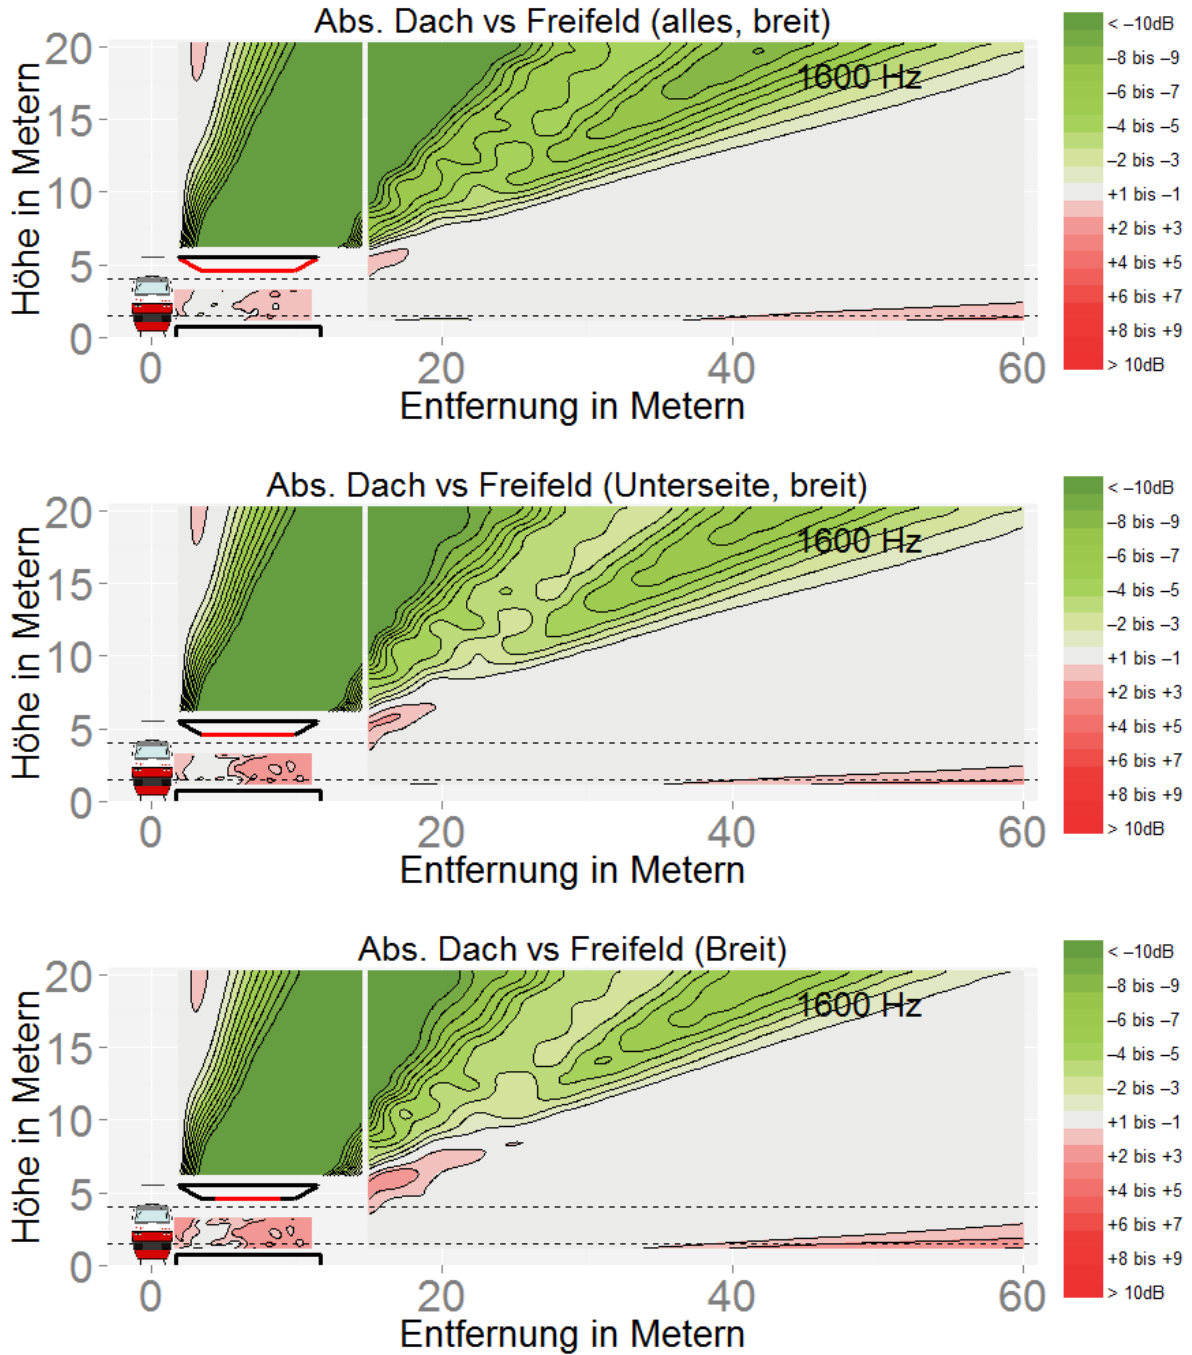 Abs. Dach vs Freifeld (alles, breit)
Höhe in Metern
20
15
10
5
0
1600 Hz
0
20
40
60
Entfernung in Metern
< –10dB
–8 bis –9
–6 bis –7
–4 bis –5
–2 bis –3
+1 bis –1
+2 bis +3
+4 bis +5
+6 bis +7
+8 bis +9
> 10dB
Abs. Dach vs Freifeld (Unterseite, breit)
Höhe in Metern
20
15
10
5
0
1600 Hz
0
20
40
60
Entfernung in Metern
< –10dB
–8 bis –9
–6 bis –7
–4 bis –5
–2 bis –3
+1 bis –1
+2 bis +3
+4 bis +5
+6 bis +7
+8 bis +9
> 10dB
Abs. Dach vs Freifeld (Breit)
Höhe in Metern
20
15
10
5
0
1600 Hz
0
20
40
60
Entfernung in Metern
< –10dB
–8 bis –9
–6 bis –7
–4 bis –5
–2 bis –3
+1 bis –1
+2 bis +3
+4 bis +5
+6 bis +7
+8 bis +9
> 10dB